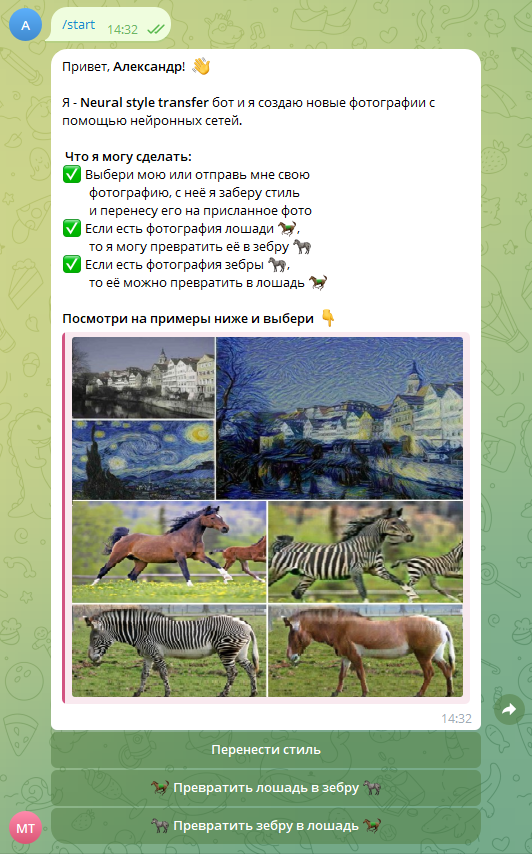 A
/start
14:32
Привет, Александр! 👋
Я - Neural style transfer бот и я создаю новые фотографии с
помощью нейронных сетей.
Что я могу сделать:
✅ Выбери мою или отправь мне свою
фотографию, с неё я заберу стиль
и перенесу его на присланное фото
✅ Если есть фотография лошади 🐎,
то я могу превратить её в зебру 🦓
✅ Если есть фотография зебры 🦓,
то её можно превратить в лошадь 🐎
Посмотри на примеры ниже и выбери 👇
14:32
Перенести стиль
🐎 Превратить лошадь в зебру 🦓
🦓 Превратить зебру в лошадь 🐎
MT